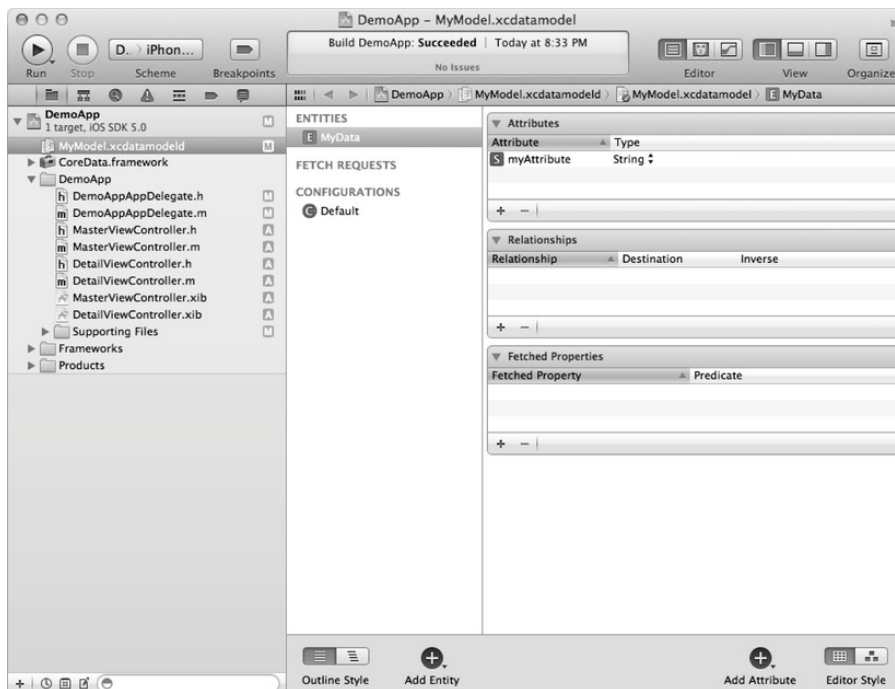 DemoApp – MyModel.xcdatamodel
Build DemoApp: Succeeded | Today at 8:33 PM
No Issues
D... iPhon...
Run Stop Scheme Breakpoints Editor View Organize
DemoApp MyModel.xcdatamodeld MyModel.xcdatamodel E MyData
DemoApp M
1 target, iOS SDK 5.0
MyModel.xcdatamodeld M
CoreData.framework
DemoApp
h DemoAppAppDelegate.h M
m DemoAppAppDelegate.m M
h MasterViewController.h A
m MasterViewController.m A
h DetailViewController.h A
m DetailViewController.m A
MasterViewController.xib A
DetailViewController.xib A
Supporting Files M
Frameworks
Products
ENTITIES
E MyData
FETCH REQUESTS
CONFIGURATIONS
C Default
Attributes
Attribute Type
S myAttribute String
+ −
Relationships
Relationship Destination Inverse
+ −
Fetched Properties
Fetched Property Predicate
+ −
Outline Style Add Entity Add Attribute Editor Style